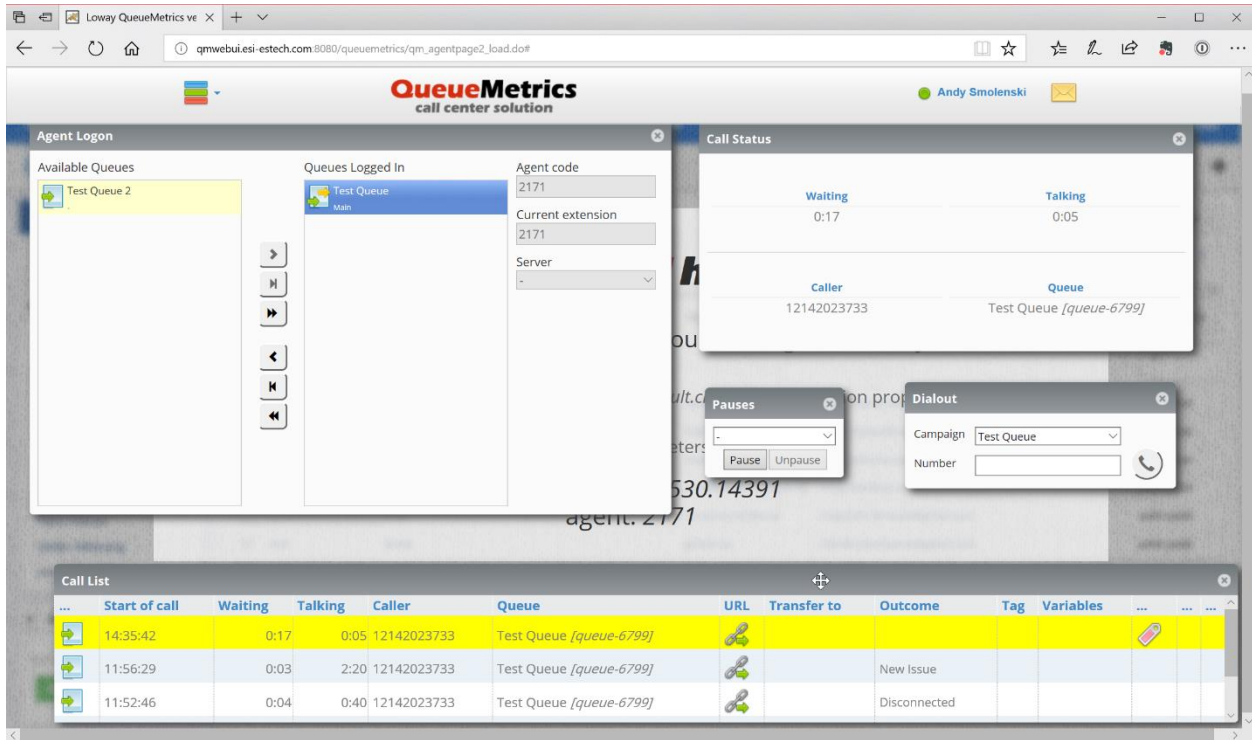 Loway QueueMetrics ve
qmwebui.esi-estech.com:8080/queuemetrics/qm_agentpage2_load.do#
QueueMetrics
call center solution
Andy Smolenski
Agent Logon
Available Queues
Test Queue 2
.
Queues Logged In
Test Queue
Main
Agent code
2171
Current extension
2171
Server
-
Call Status
Waiting Talking
0:17 0:05
Caller Queue
12142023733 Test Queue [queue-6799]
h
ou
ult.c
ion prop
eters
530.14391
agent: 2171
Pauses
-
Pause Unpause
Dialout
Campaign Test Queue
Number
Call List
... Start of call Waiting Talking Caller Queue URL Transfer to Outcome Tag Variables ... ... ...
14:35:42 0:17 0:05 12142023733 Test Queue [queue-6799]
11:56:29 0:03 2:20 12142023733 Test Queue [queue-6799] New Issue
11:52:46 0:04 0:40 12142023733 Test Queue [queue-6799] Disconnected